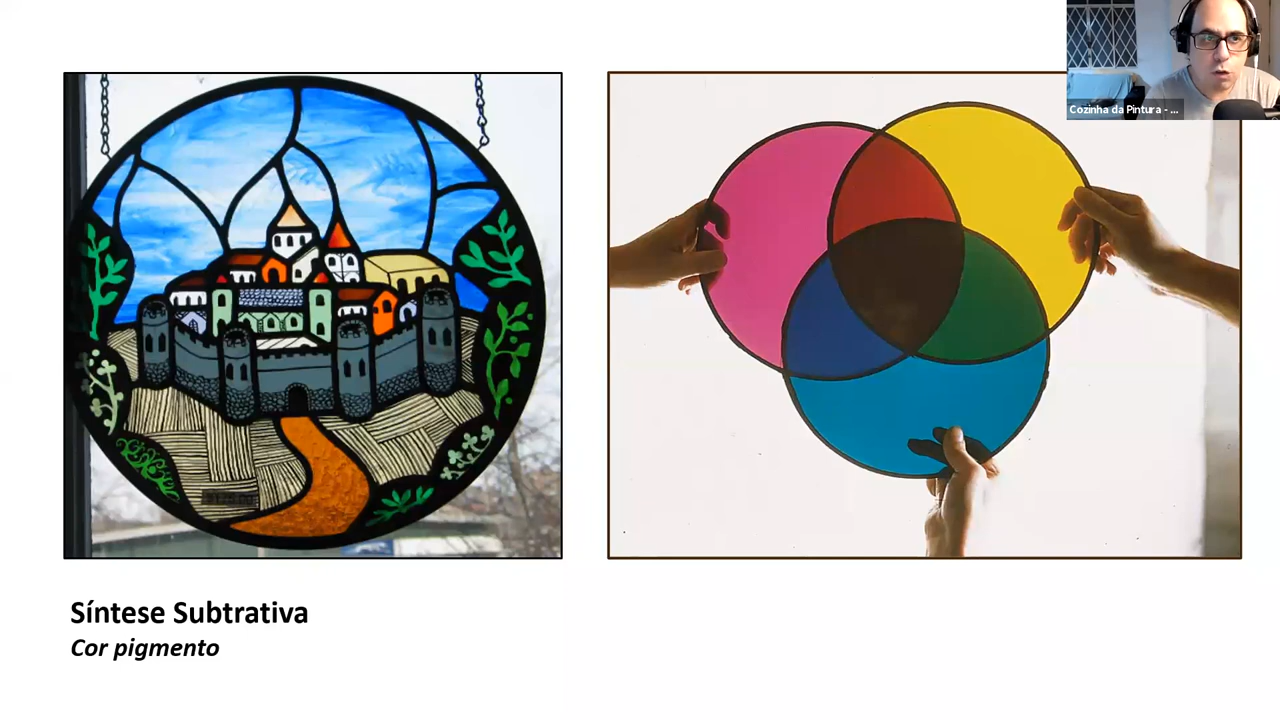 Cozinha da Pintura - ...
Síntese Subtrativa
Cor pigmento